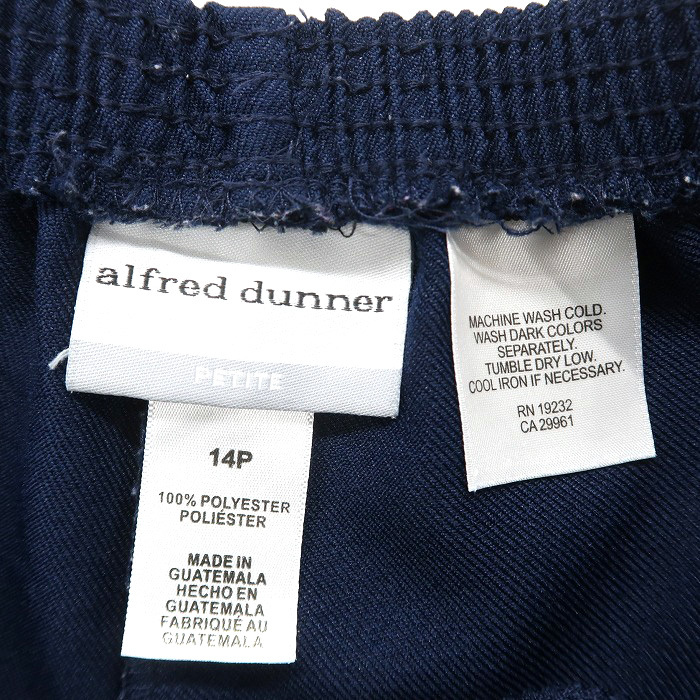 alfred dunner
PETITE
14P
100% POLYESTER
POLIÉSTER
MADE IN
GUATEMALA
HECHO EN
GUATEMALA
FABRIQUÉ AU
GUATEMALA
MACHINE WASH COLD.
WASH DARK COLORS
SEPARATELY.
TUMBLE DRY LOW.
COOL IRON IF NECESSARY.
RN 19232
CA 29961